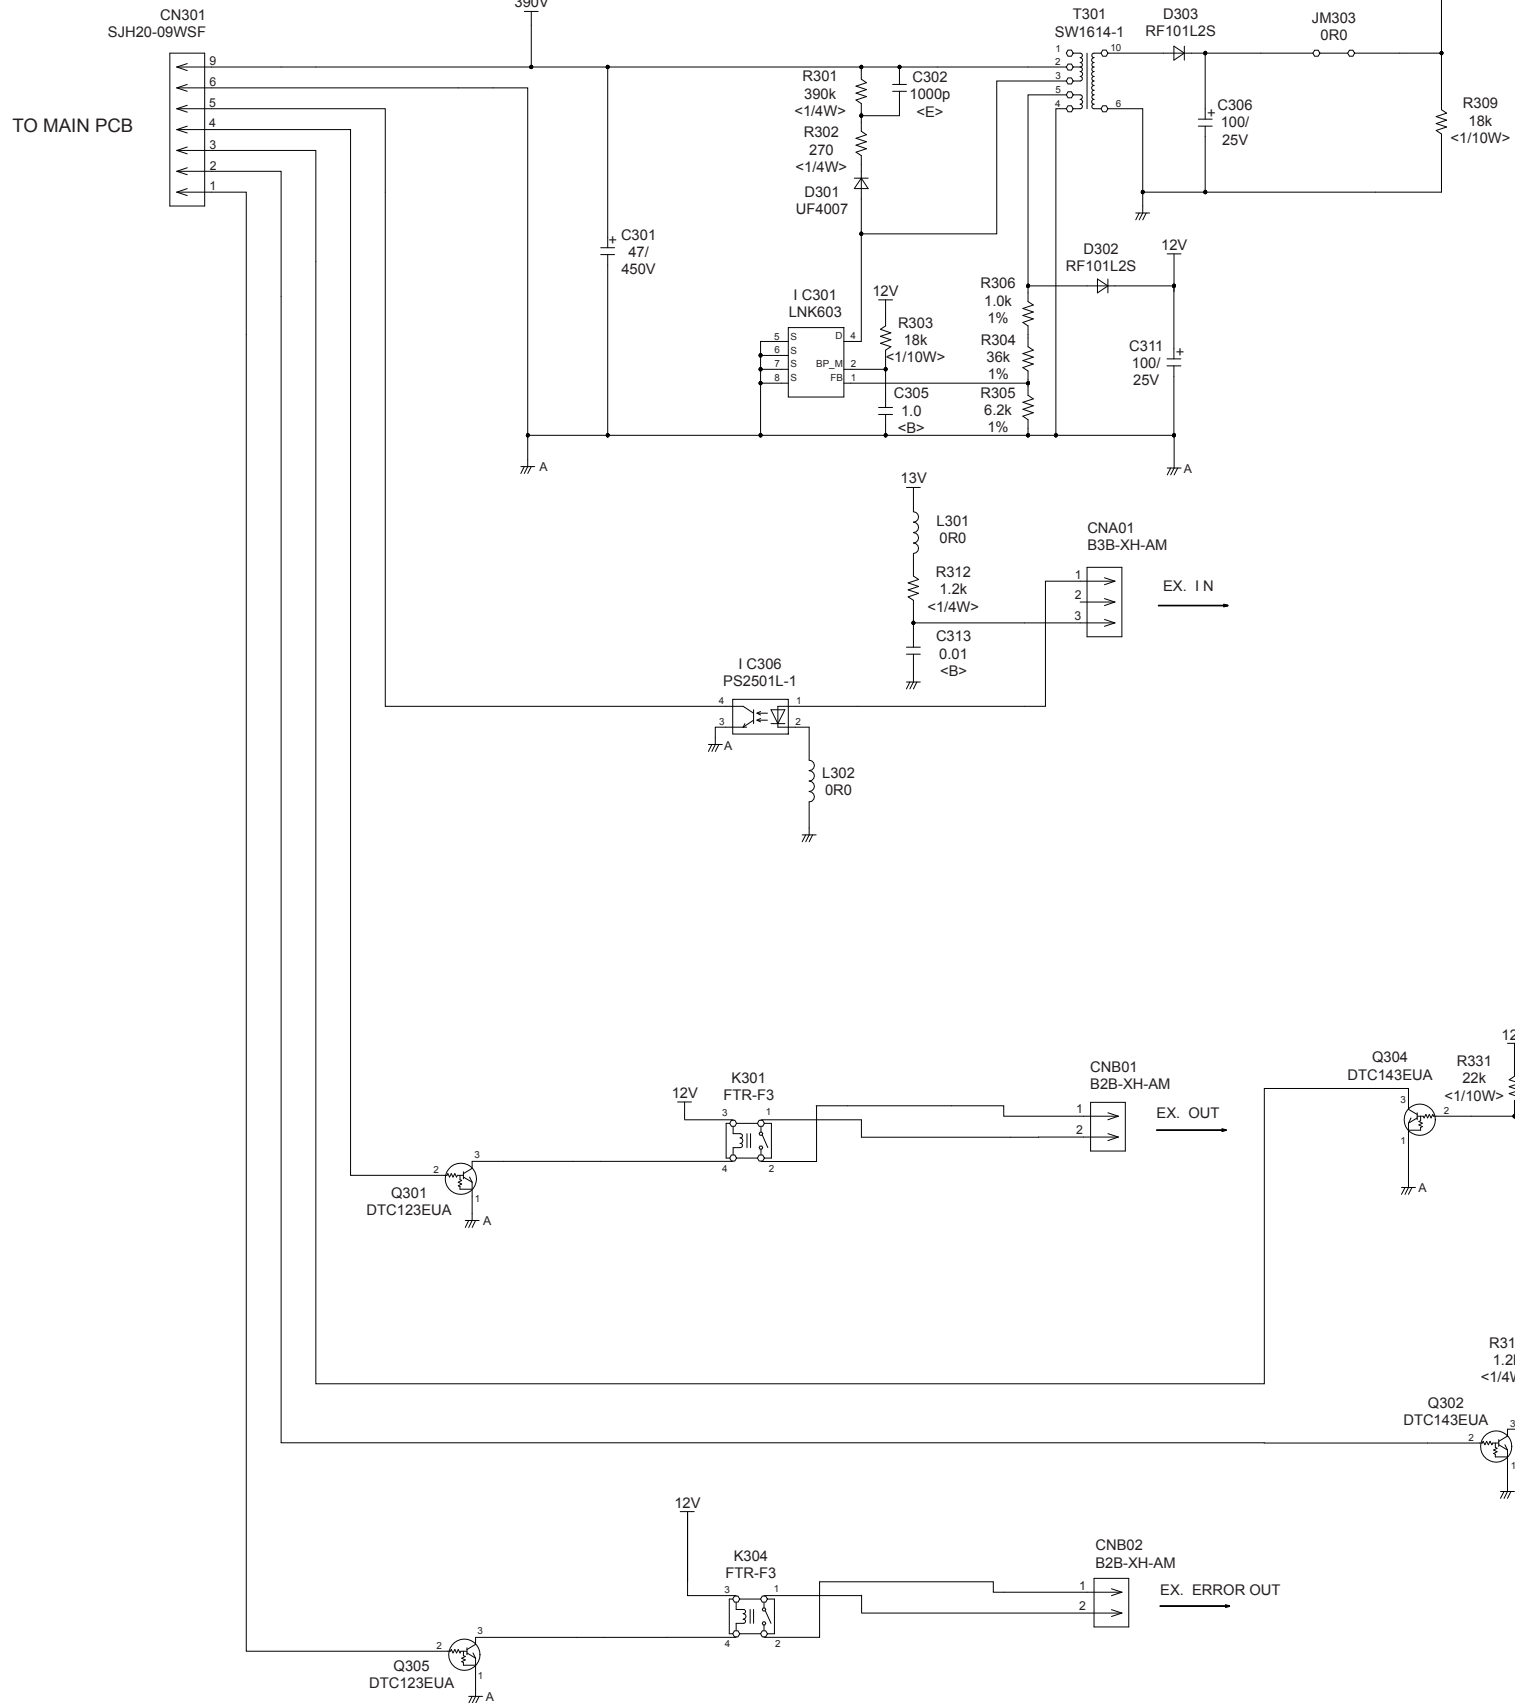 390V
CN301
SJH20-09WSF
TO MAIN PCB
9
6
5
4
3
2
1
C301
47/
450V
R301
390k
<1/4W>
C302
1000p
<E>
R302
270
<1/4W>
D301
UF4007
T301
SW1614-1
1
2
3
5
4
10
6
D303
RF101L2S
JM303
0R0
C306
100/
25V
R309
18k
<1/10W>
D302
RF101L2S
12V
I C301
LNK603
5 S
6 S
7 S
8 S
D 4
BP_M 2
FB 1
12V
R303
18k
<1/10W>
C305
1.0
<B>
R306
1.0k
1%
R304
36k
1%
R305
6.2k
1%
C311
100/
25V
A
A
13V
L301
0R0
R312
1.2k
<1/4W>
C313
0.01
<B>
CNA01
B3B-XH-AM
1
2
3
EX. I N
I C306
PS2501L-1
4
3
1
2
A
L302
0R0
12V
K301
FTR-F3
3
1
4
2
CNB01
B2B-XH-AM
1
2
EX. OUT
2
3
1
Q301
DTC123EUA
A
Q304
DTC143EUA
3
2
1
A
R331
22k
<1/10W>
Q302
DTC143EUA
2
3
1
12V
K304
FTR-F3
3
1
4
2
CNB02
B2B-XH-AM
1
2
EX. ERROR OUT
2
3
1
Q305
DTC123EUA
A